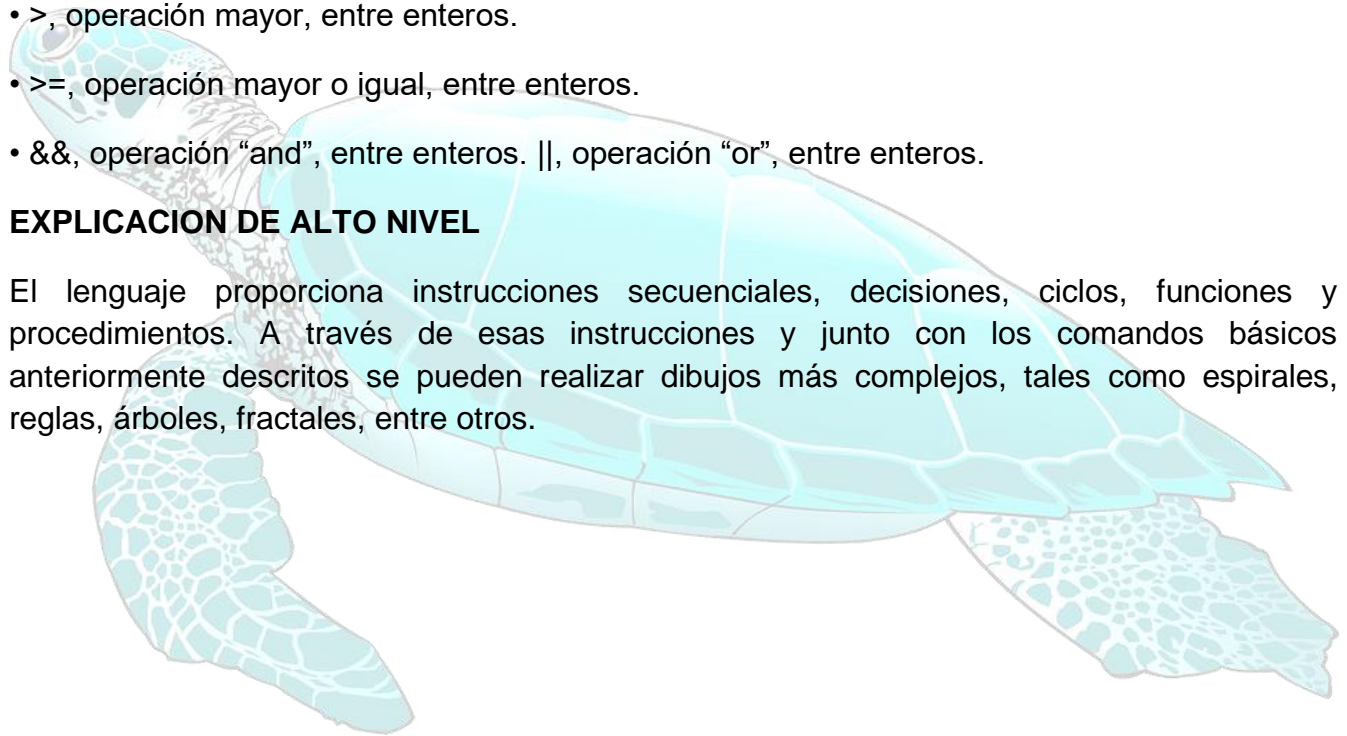 • >, operación mayor, entre enteros.
• >=, operación mayor o igual, entre enteros.
• &&, operación “and”, entre enteros. ||, operación “or”, entre enteros.
EXPLICACION DE ALTO NIVEL
El lenguaje proporciona instrucciones secuenciales, decisiones, ciclos, funciones y
procedimientos. A través de esas instrucciones y junto con los comandos básicos
anteriormente descritos se pueden realizar dibujos más complejos, tales como espirales,
reglas, árboles, fractales, entre otros.